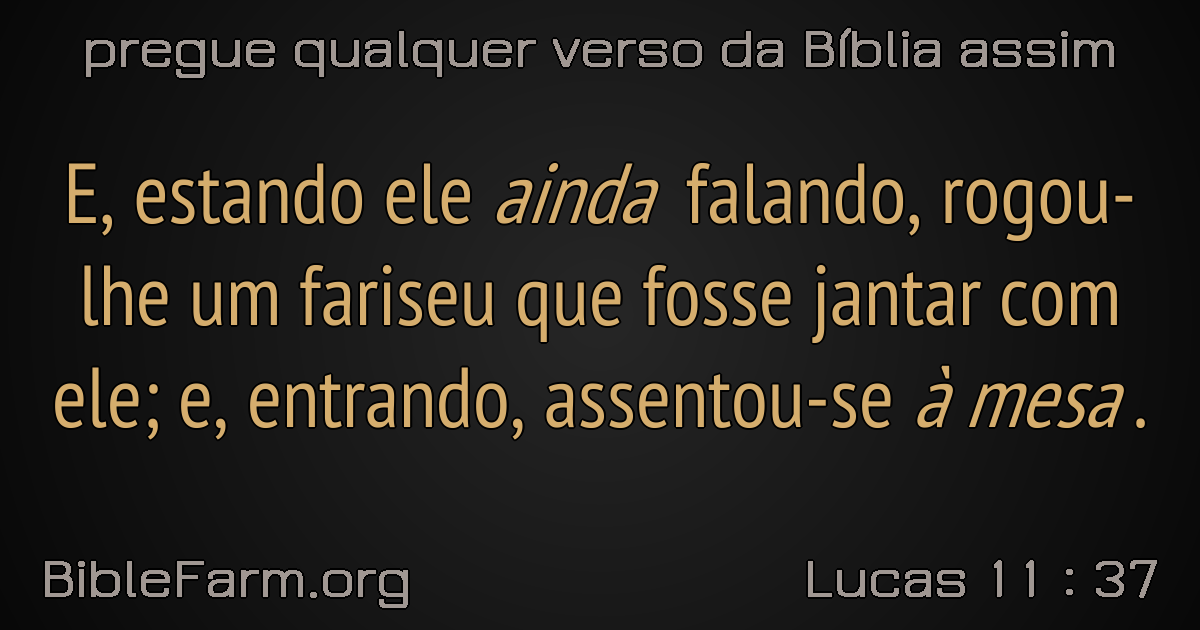 pregue qualquer verso da Bíblia assim
E, estando ele ainda falando, rogou-
lhe um fariseu que fosse jantar com
ele; e, entrando, assentou-se à mesa.
BibleFarm.org
Lucas 11 : 37